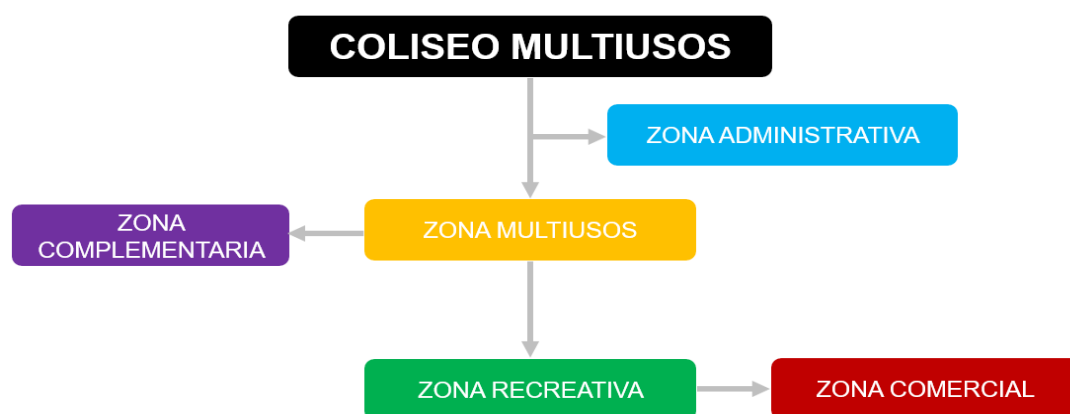 COLISEO MULTIUSOS
ZONA ADMINISTRATIVA
ZONA
COMPLEMENTARIA
ZONA MULTIUSOS
ZONA RECREATIVA
ZONA COMERCIAL